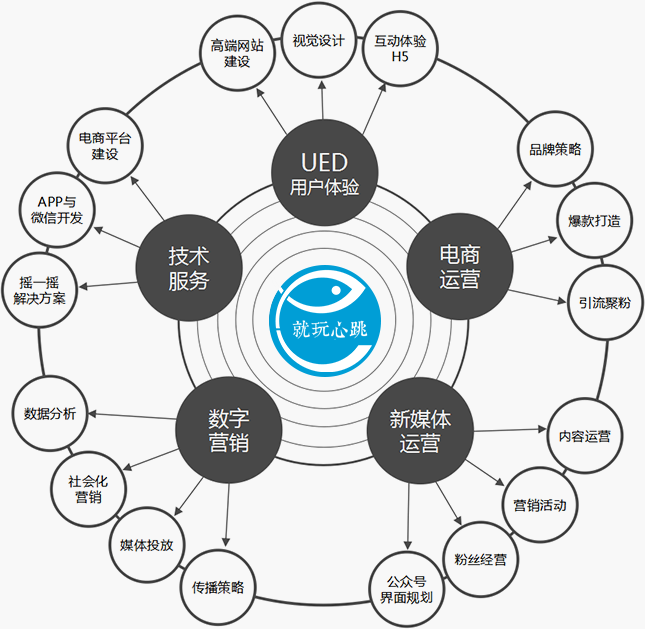 高端网站
建设
视觉设计
互动体验
H5
UED
用户体验
电商平台
建设
APP与
微信开发
摇一摇
解决方案
技术
服务
品牌策略
爆款打造
引流聚粉
电商
运营
就玩心跳
数据分析
社会化
营销
媒体投放
传播策略
数字
营销
新媒体
运营
内容运营
营销活动
粉丝经营
公众号
界面规划